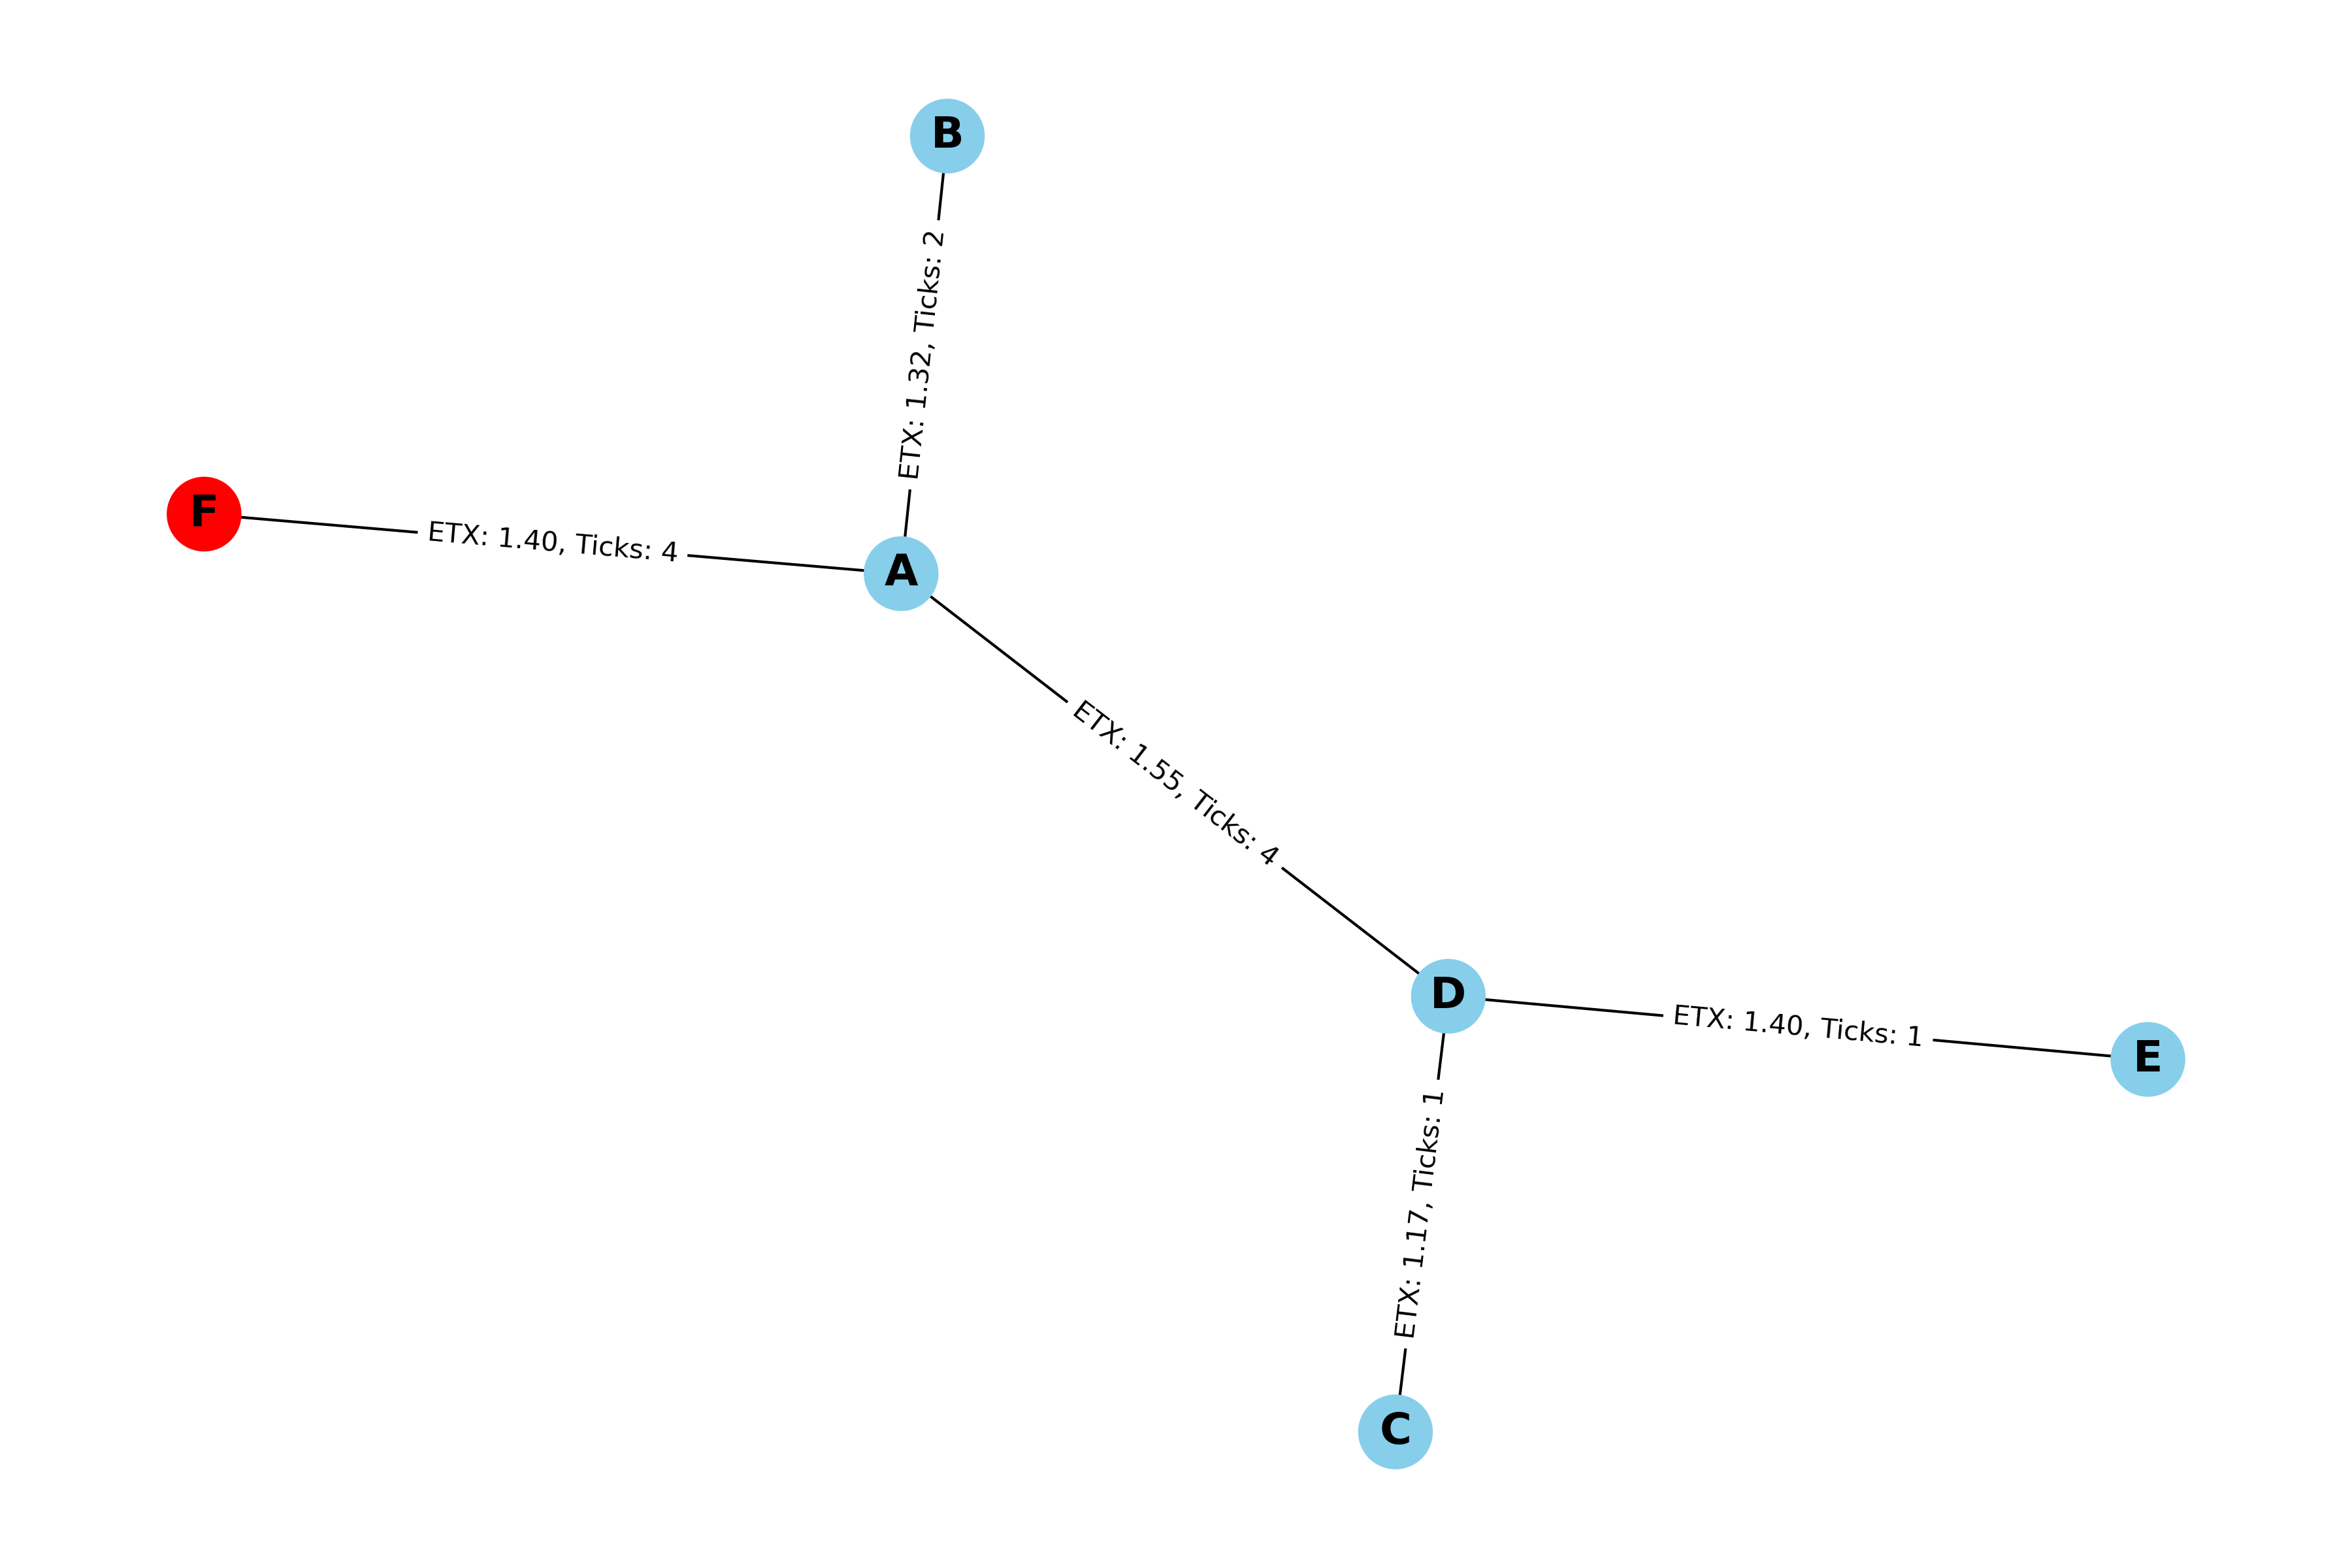 B
ETX: 1.32, Ticks: 2
F
ETX: 1.40, Ticks: 4
A
ETX: 1.55, Ticks: 4
D
ETX: 1.40, Ticks: 1
E
ETX: 1.17, Ticks: 1
C